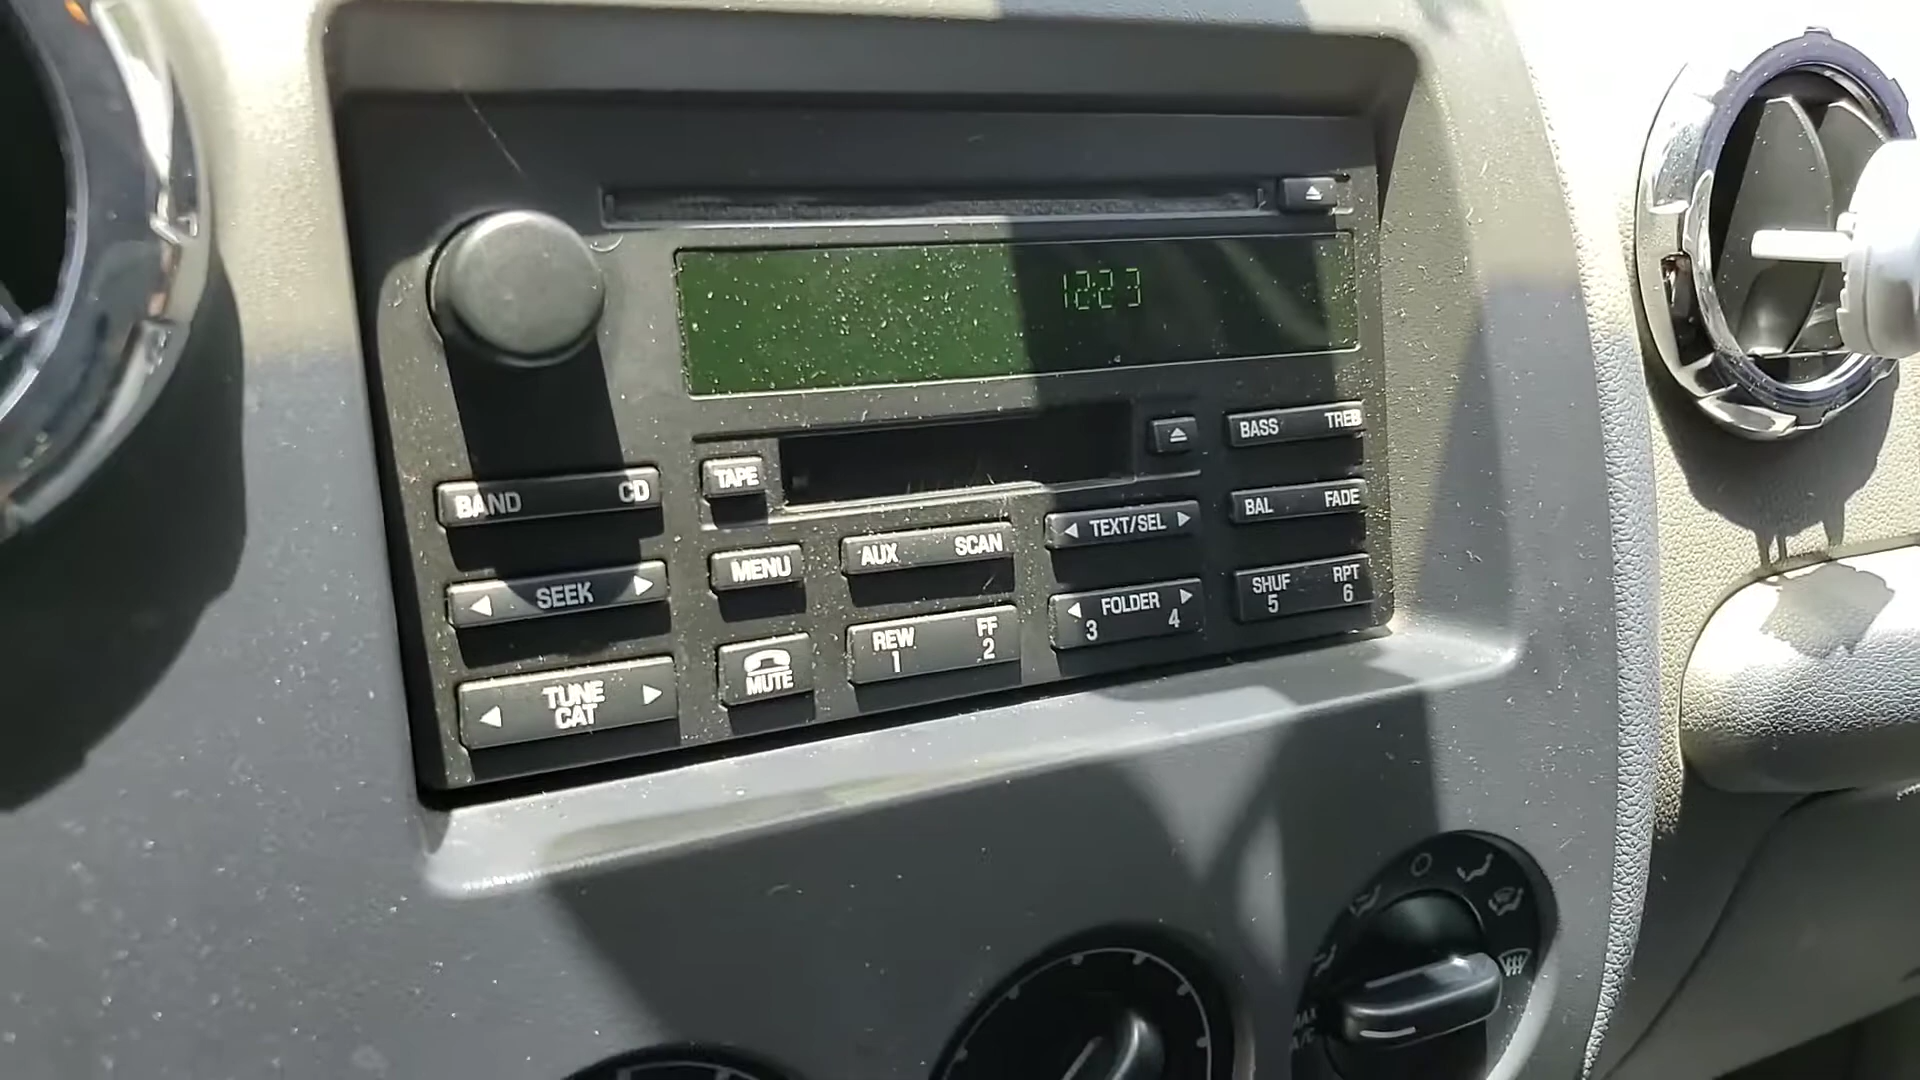 12:23
BASS TREB
TAPE
BAND CD
BAL FADE
◄ TEXT/SEL ►
AUX SCAN
MENU
◄ SEEK ►
SHUF RPT
5 6
◄ FOLDER ►
3 4
REW FF
1 2
MUTE
◄ TUNE ►
CAT
MAX
A/C